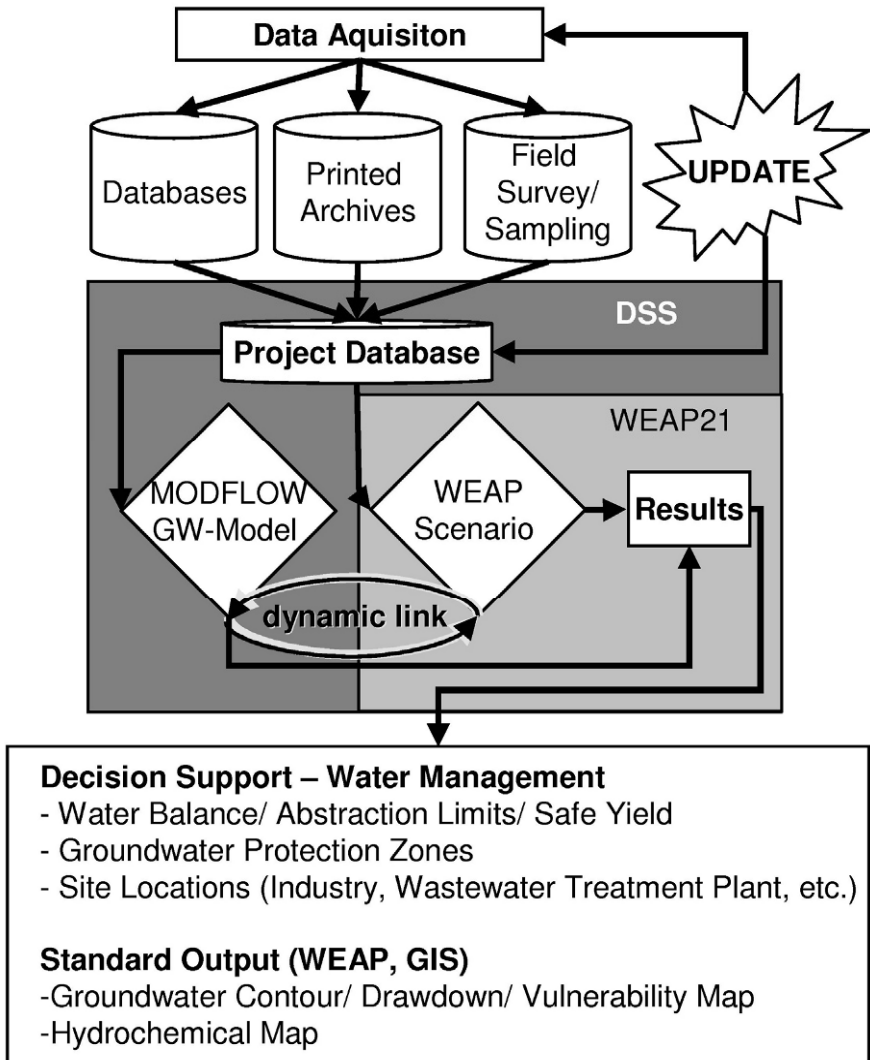 Data Aquisiton
Databases
Printed
Archives
Field
Survey/
Sampling
UPDATE
DSS
Project Database
WEAP21
MODFLOW
GW-Model
WEAP
Scenario
Results
dynamic link
Decision Support – Water Management
- Water Balance/ Abstraction Limits/ Safe Yield
- Groundwater Protection Zones
- Site Locations (Industry, Wastewater Treatment Plant, etc.)
Standard Output (WEAP, GIS)
-Groundwater Contour/ Drawdown/ Vulnerability Map
-Hydrochemical Map